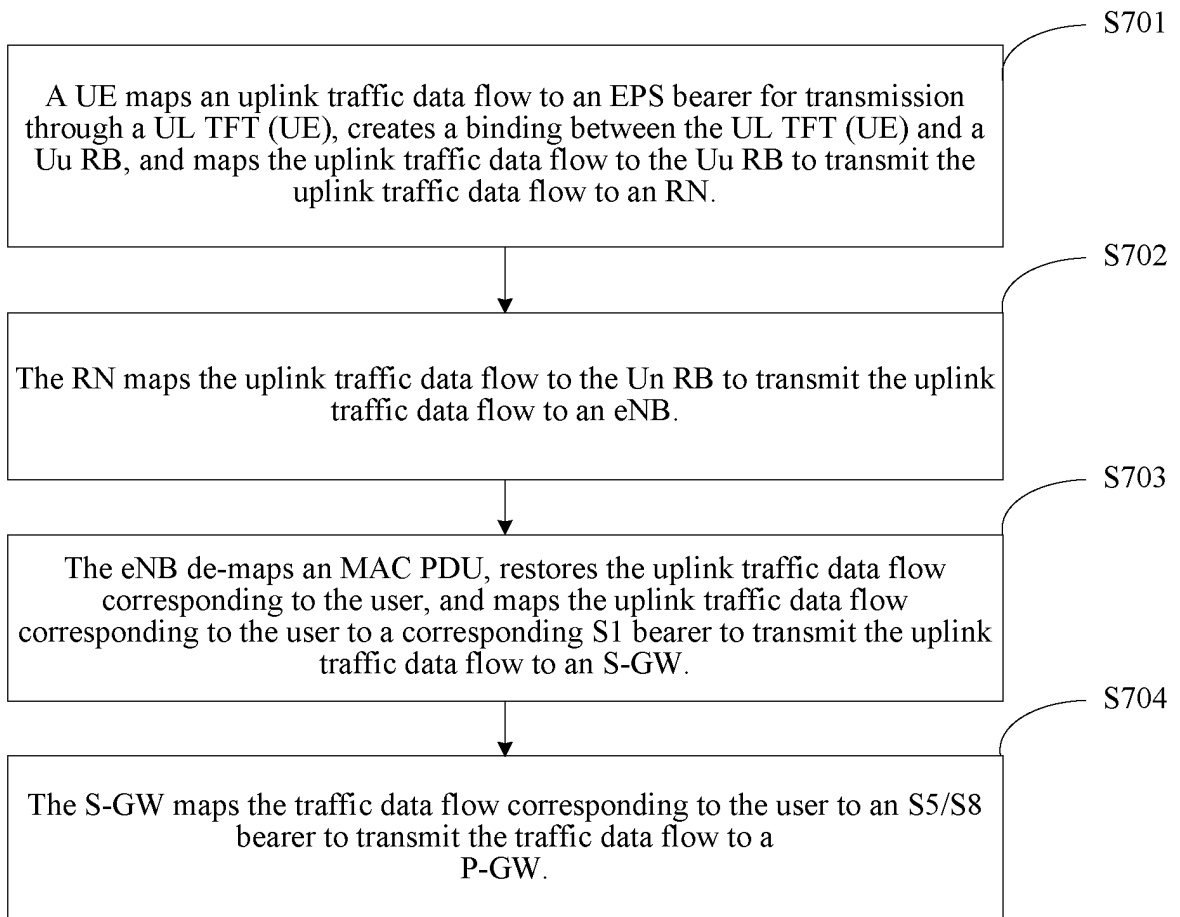 S701
A UE maps an uplink traffic data flow to an EPS bearer for transmission
through a UL TFT (UE), creates a binding between the UL TFT (UE) and a
Uu RB, and maps the uplink traffic data flow to the Uu RB to transmit the
uplink traffic data flow to an RN.
S702
The RN maps the uplink traffic data flow to the Un RB to transmit the uplink
traffic data flow to an eNB.
S703
The eNB de-maps an MAC PDU, restores the uplink traffic data flow
corresponding to the user, and maps the uplink traffic data flow
corresponding to the user to a corresponding S1 bearer to transmit the uplink
traffic data flow to an S-GW.
S704
The S-GW maps the traffic data flow corresponding to the user to an S5/S8
bearer to transmit the traffic data flow to a
P-GW.